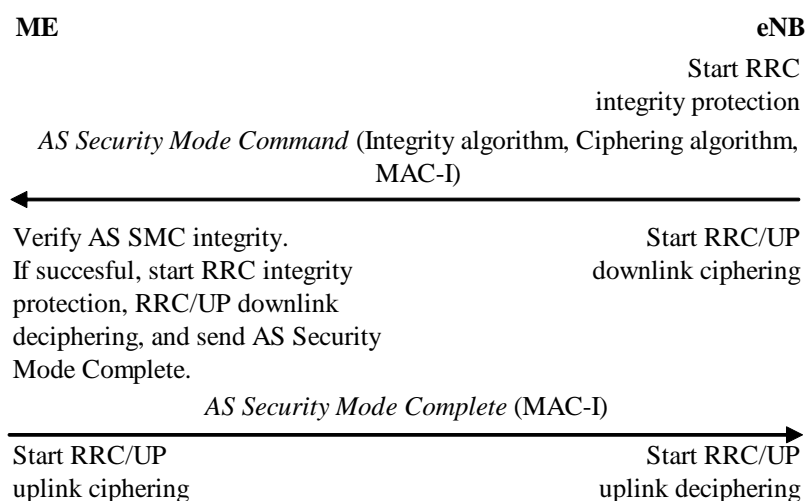 ME eNB
Start RRC
integrity protection
AS Security Mode Command (Integrity algorithm, Ciphering algorithm,
MAC-I)
Verify AS SMC integrity.
If succesful, start RRC integrity
protection, RRC/UP downlink
deciphering, and send AS Security
Mode Complete.
Start RRC/UP
downlink ciphering
AS Security Mode Complete (MAC-I)
Start RRC/UP
uplink ciphering
Start RRC/UP
uplink deciphering